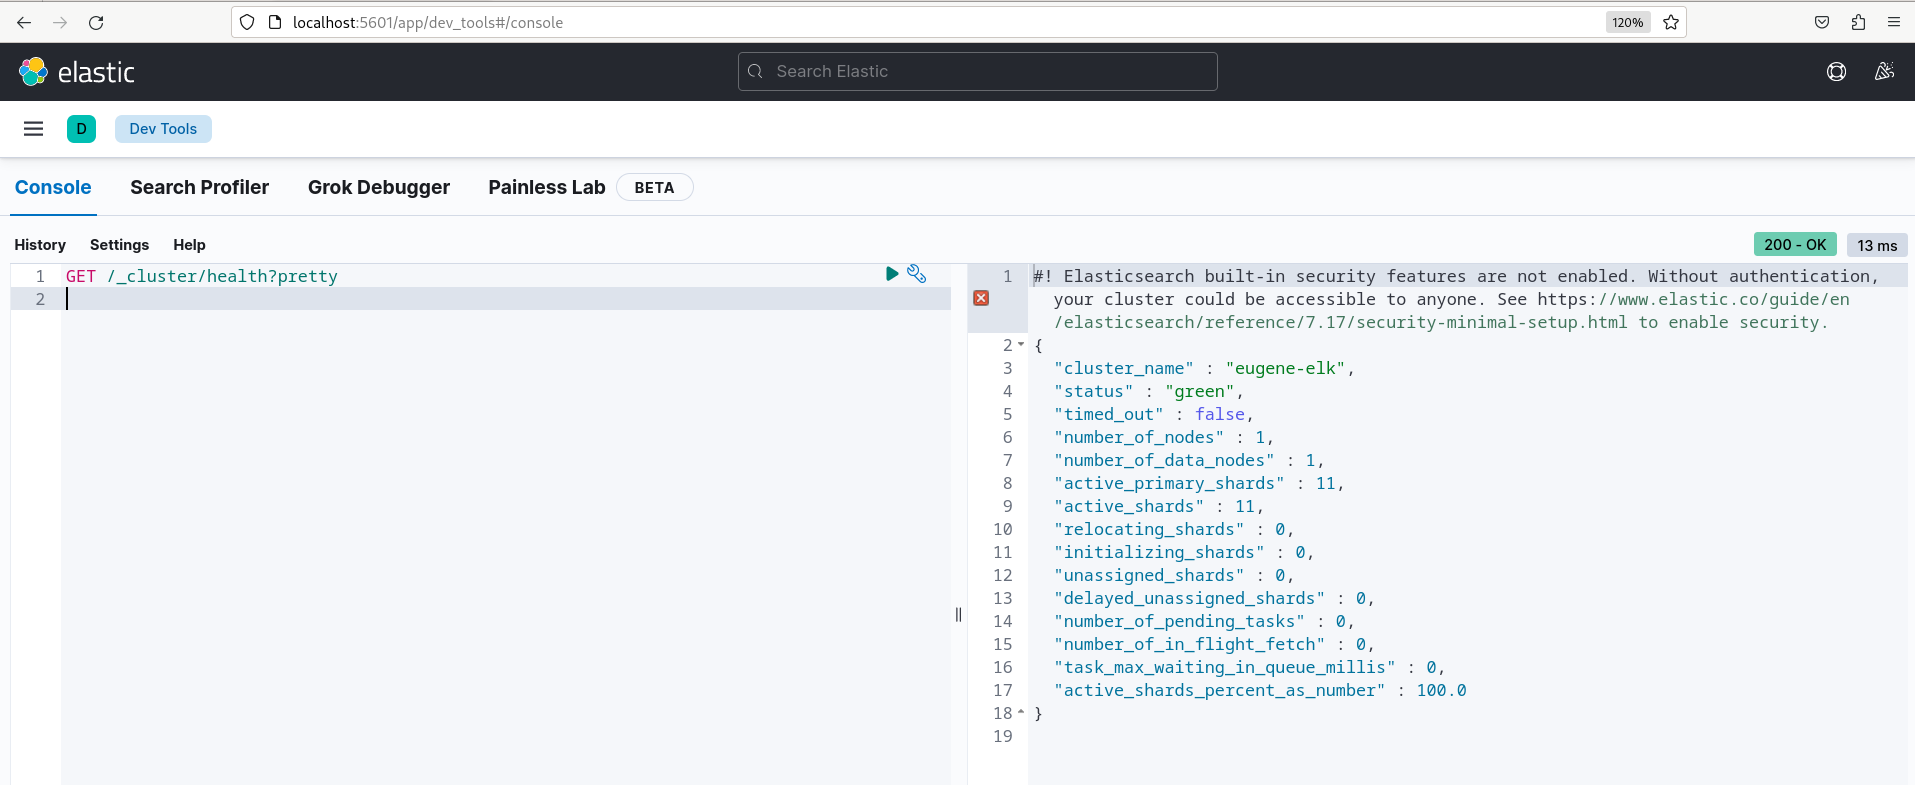 localhost:5601/app/dev_tools#/console
120%
elastic
Search Elastic
D
Dev Tools
Console
Search Profiler
Grok Debugger
Painless Lab
BETA
History
Settings
Help
200 - OK
13 ms
1 GET /_cluster/health?pretty
2
1 #! Elasticsearch built-in security features are not enabled. Without authentication,
your cluster could be accessible to anyone. See https://www.elastic.co/guide/en
/elasticsearch/reference/7.17/security-minimal-setup.html to enable security.
2 {
3 "cluster_name" : "eugene-elk",
4 "status" : "green",
5 "timed_out" : false,
6 "number_of_nodes" : 1,
7 "number_of_data_nodes" : 1,
8 "active_primary_shards" : 11,
9 "active_shards" : 11,
10 "relocating_shards" : 0,
11 "initializing_shards" : 0,
12 "unassigned_shards" : 0,
13 "delayed_unassigned_shards" : 0,
14 "number_of_pending_tasks" : 0,
15 "number_of_in_flight_fetch" : 0,
16 "task_max_waiting_in_queue_millis" : 0,
17 "active_shards_percent_as_number" : 100.0
18 }
19